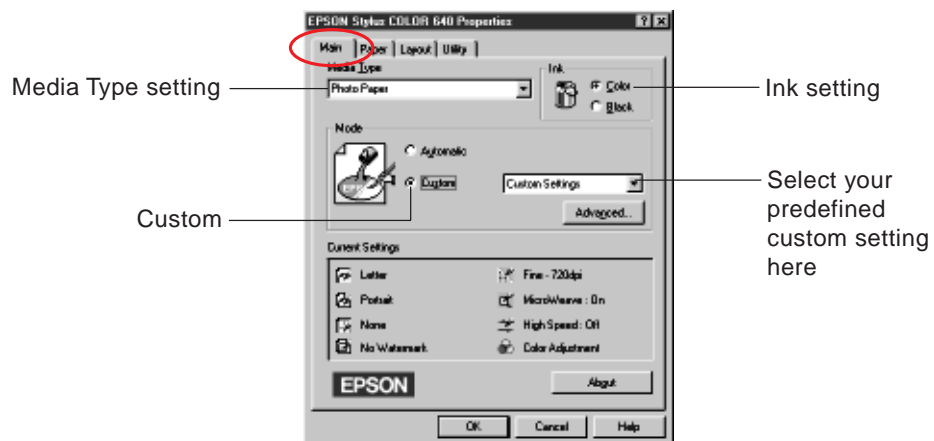 EPSON Stylus COLOR 640 Properties
Main Paper Layout Utility
Media Type
Ink
Media Type setting
Photo Paper
Color
Ink setting
Black
Mode
Automatic
Custom
Custom Settings
Select your
predefined
custom setting
here
Custom
Advanced...
Current Settings
Letter
Fine - 720dpi
Portrait
MicroWeave : On
None
High Speed : Off
No Watermark
Color Adjustment
EPSON
About
OK
Cancel
Help